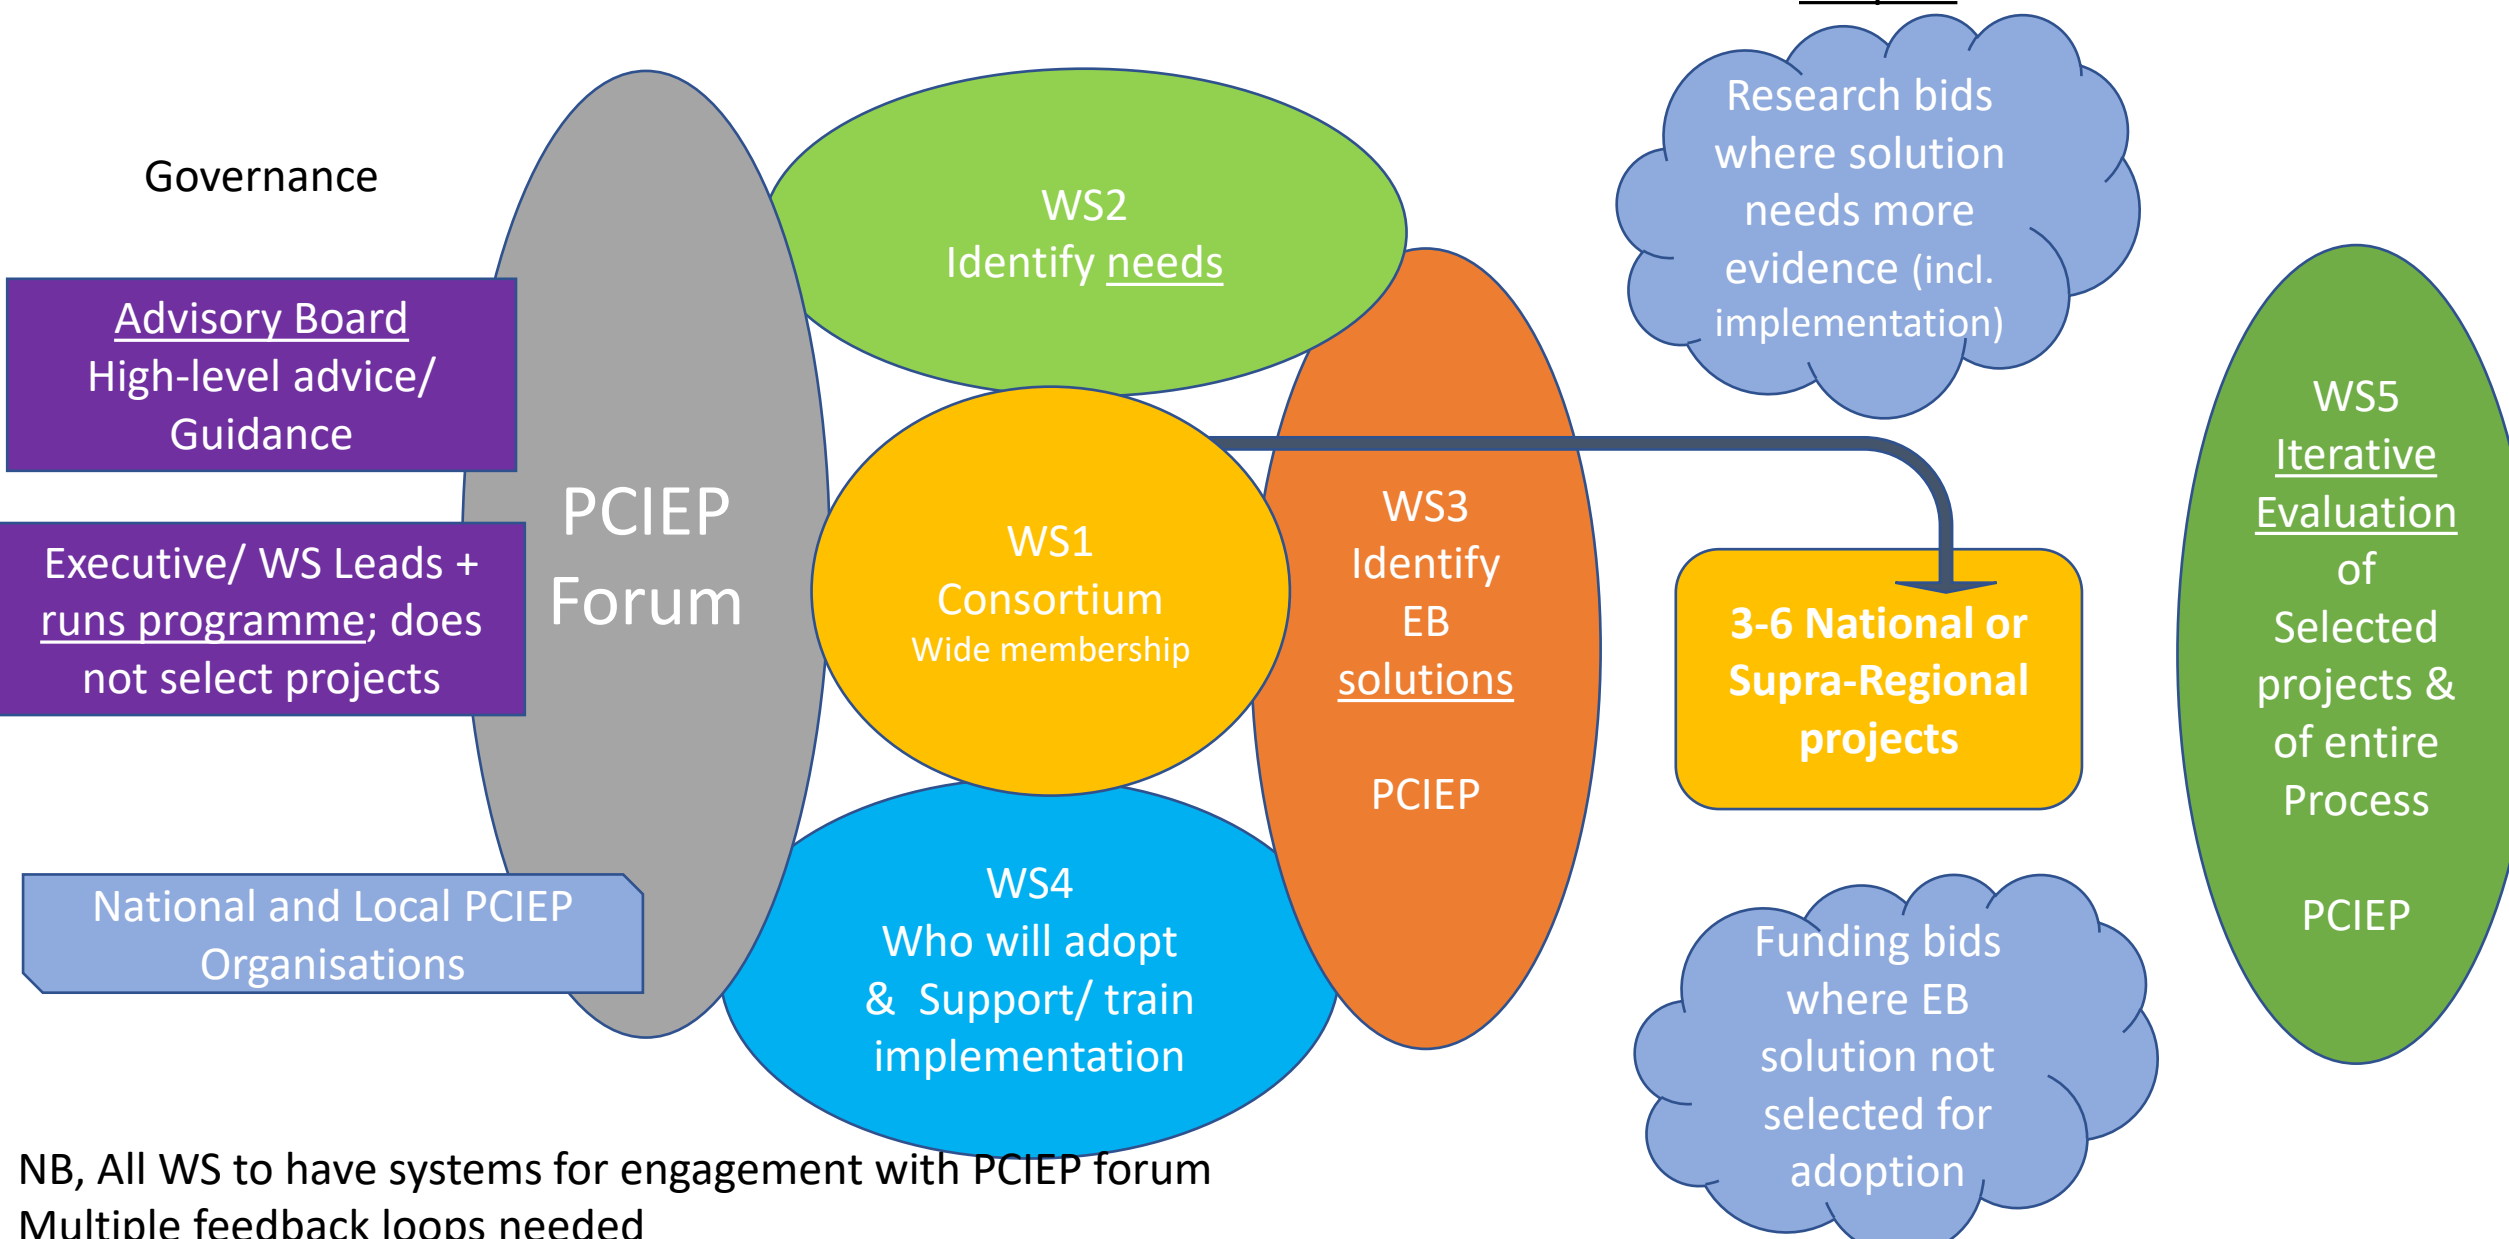 Governance
Advisory Board
High-level advice/
Guidance
Executive/ WS Leads +
runs programme; does
not select projects
National and Local PCIEP
Organisations
PCIEP
Forum
WS2
Identify needs
WS1
Consortium
Wide membership
WS4
Who will adopt
& Support/ train
implementation
WS3
Identify
EB
solutions
PCIEP
Research bids
where solution
needs more
evidence (incl.
implementation)
3-6 National or
Supra-Regional
projects
Funding bids
where EB
solution not
selected for
adoption
WS5
Iterative
Evaluation
of
Selected
projects &
of entire
Process
PCIEP
NB, All WS to have systems for engagement with PCIEP forum
Multiple feedback loops needed